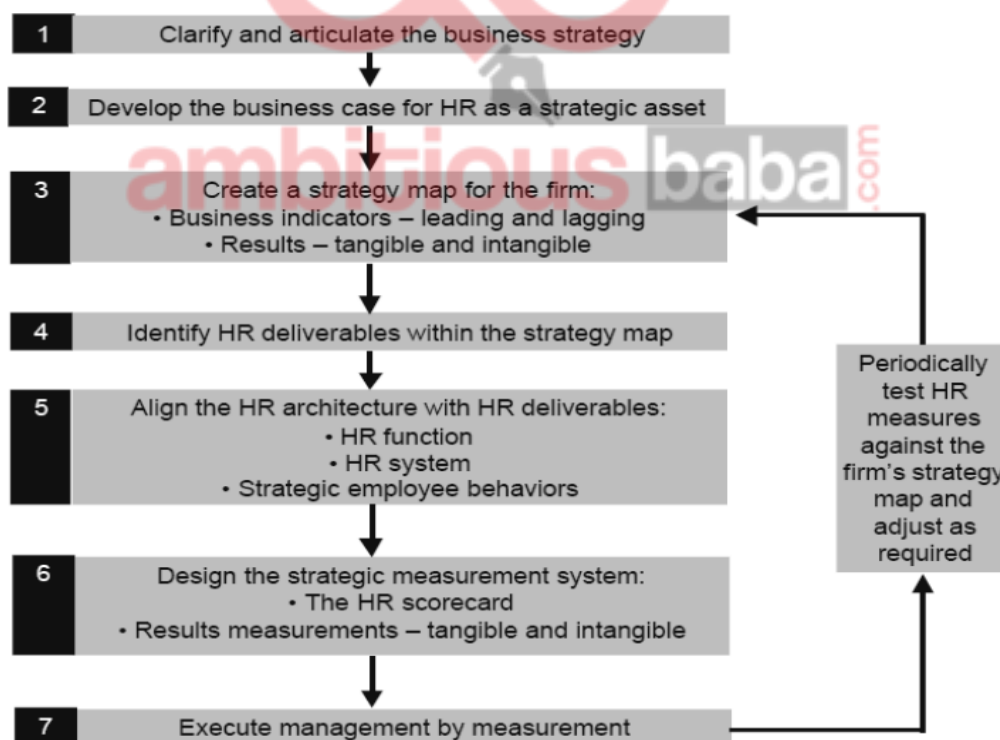 1 Clarify and articulate the business strategy
2 Develop the business case for HR as a strategic asset
ambitious baba .com
3 Create a strategy map for the firm:
• Business indicators – leading and lagging
• Results – tangible and intangible
4 Identify HR deliverables within the strategy map
5 Align the HR architecture with HR deliverables:
• HR function
• HR system
• Strategic employee behaviors
6 Design the strategic measurement system:
• The HR scorecard
• Results measurements – tangible and intangible
7 Execute management by measurement
Periodically
test HR
measures
against the
firm's strategy
map and
adjust as
required